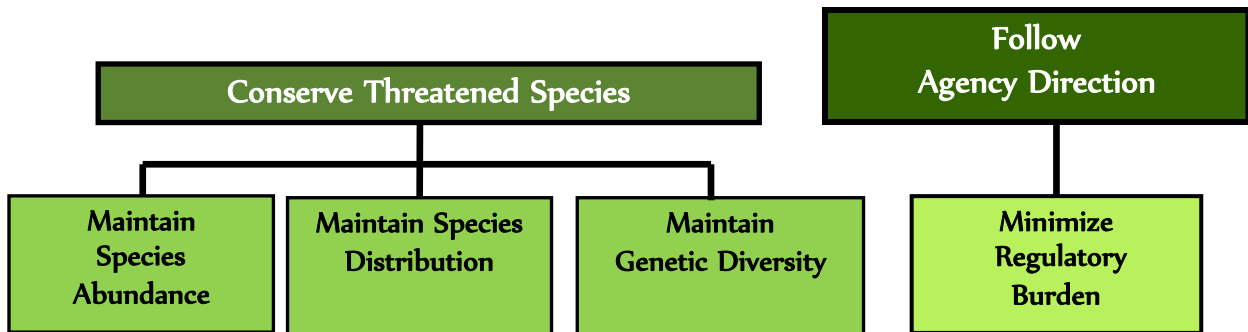 Conserve Threatened Species
Follow
Agency Direction
Maintain
Species
Abundance
Maintain Species
Distribution
Maintain
Genetic Diversity
Minimize
Regulatory
Burden